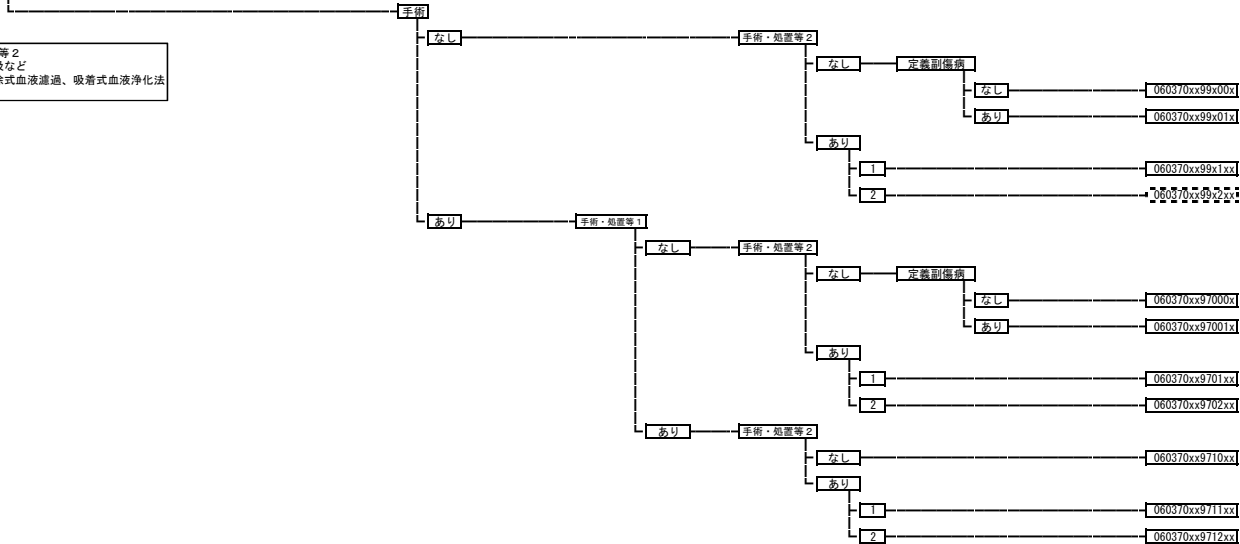 手術
なし
手術・処置等2
等2
及など
除式血液濾過、吸着式血液浄化法
なし
定義副傷病
なし
060370xx99x00x
あり
060370xx99x01x
あり
1
060370xx99x1xx
2
060370xx99x2xx
あり
手術・処置等1
なし
手術・処置等2
なし
定義副傷病
なし
060370xx97000x
あり
060370xx97001x
あり
1
060370xx9701xx
2
060370xx9702xx
あり
手術・処置等2
なし
060370xx9710xx
あり
1
060370xx9711xx
2
060370xx9712xx